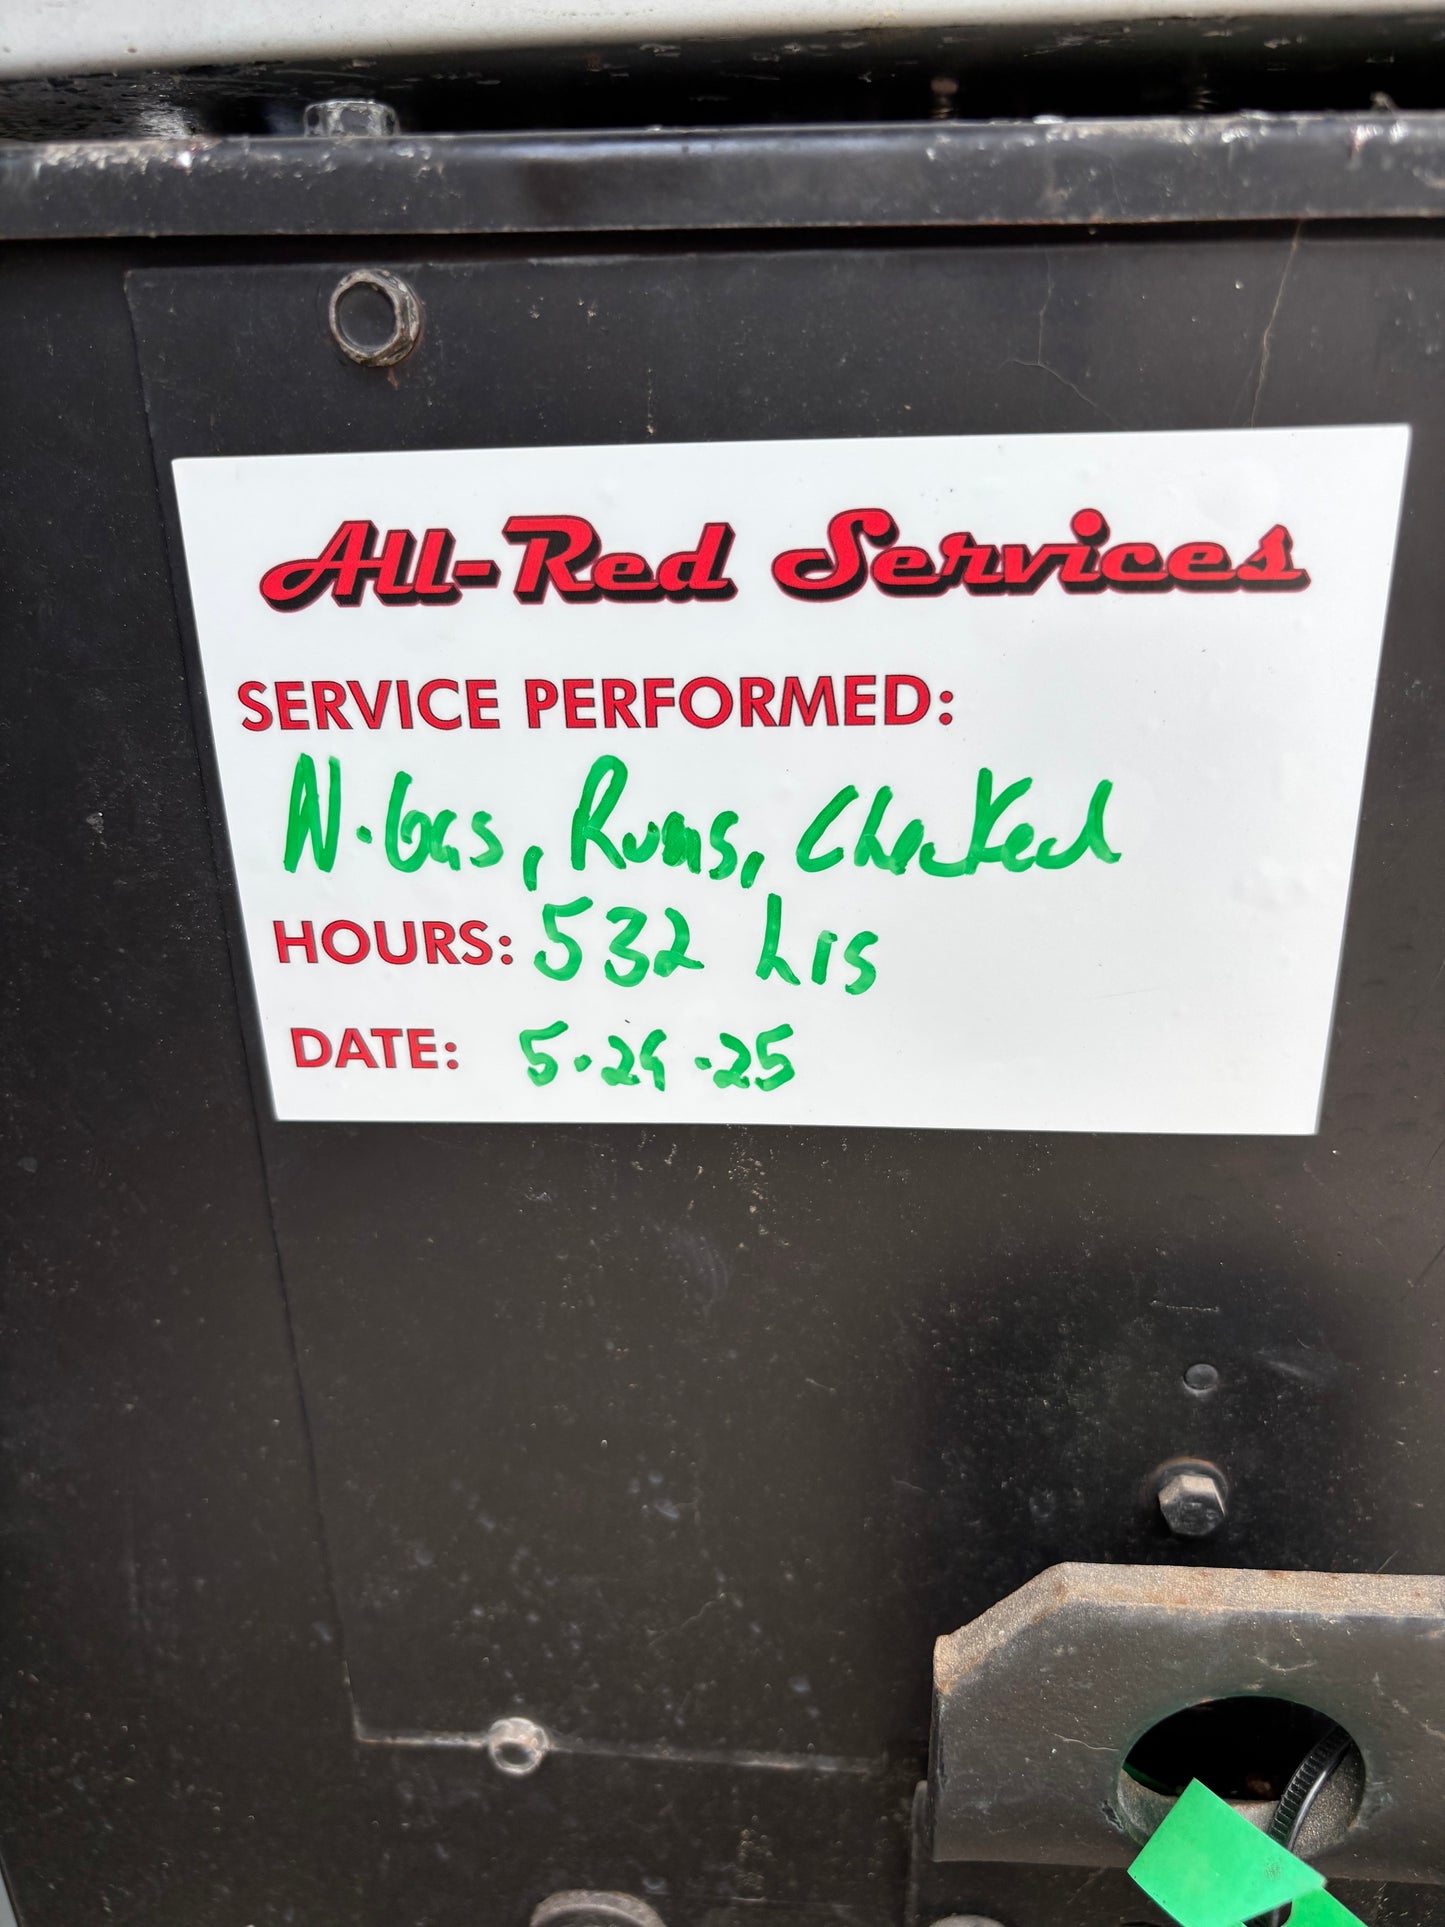 All-Red Services
SERVICE PERFORMED:
N-Gas, Runs, Checked
HOURS: 532 hrs
DATE: 5-29-25